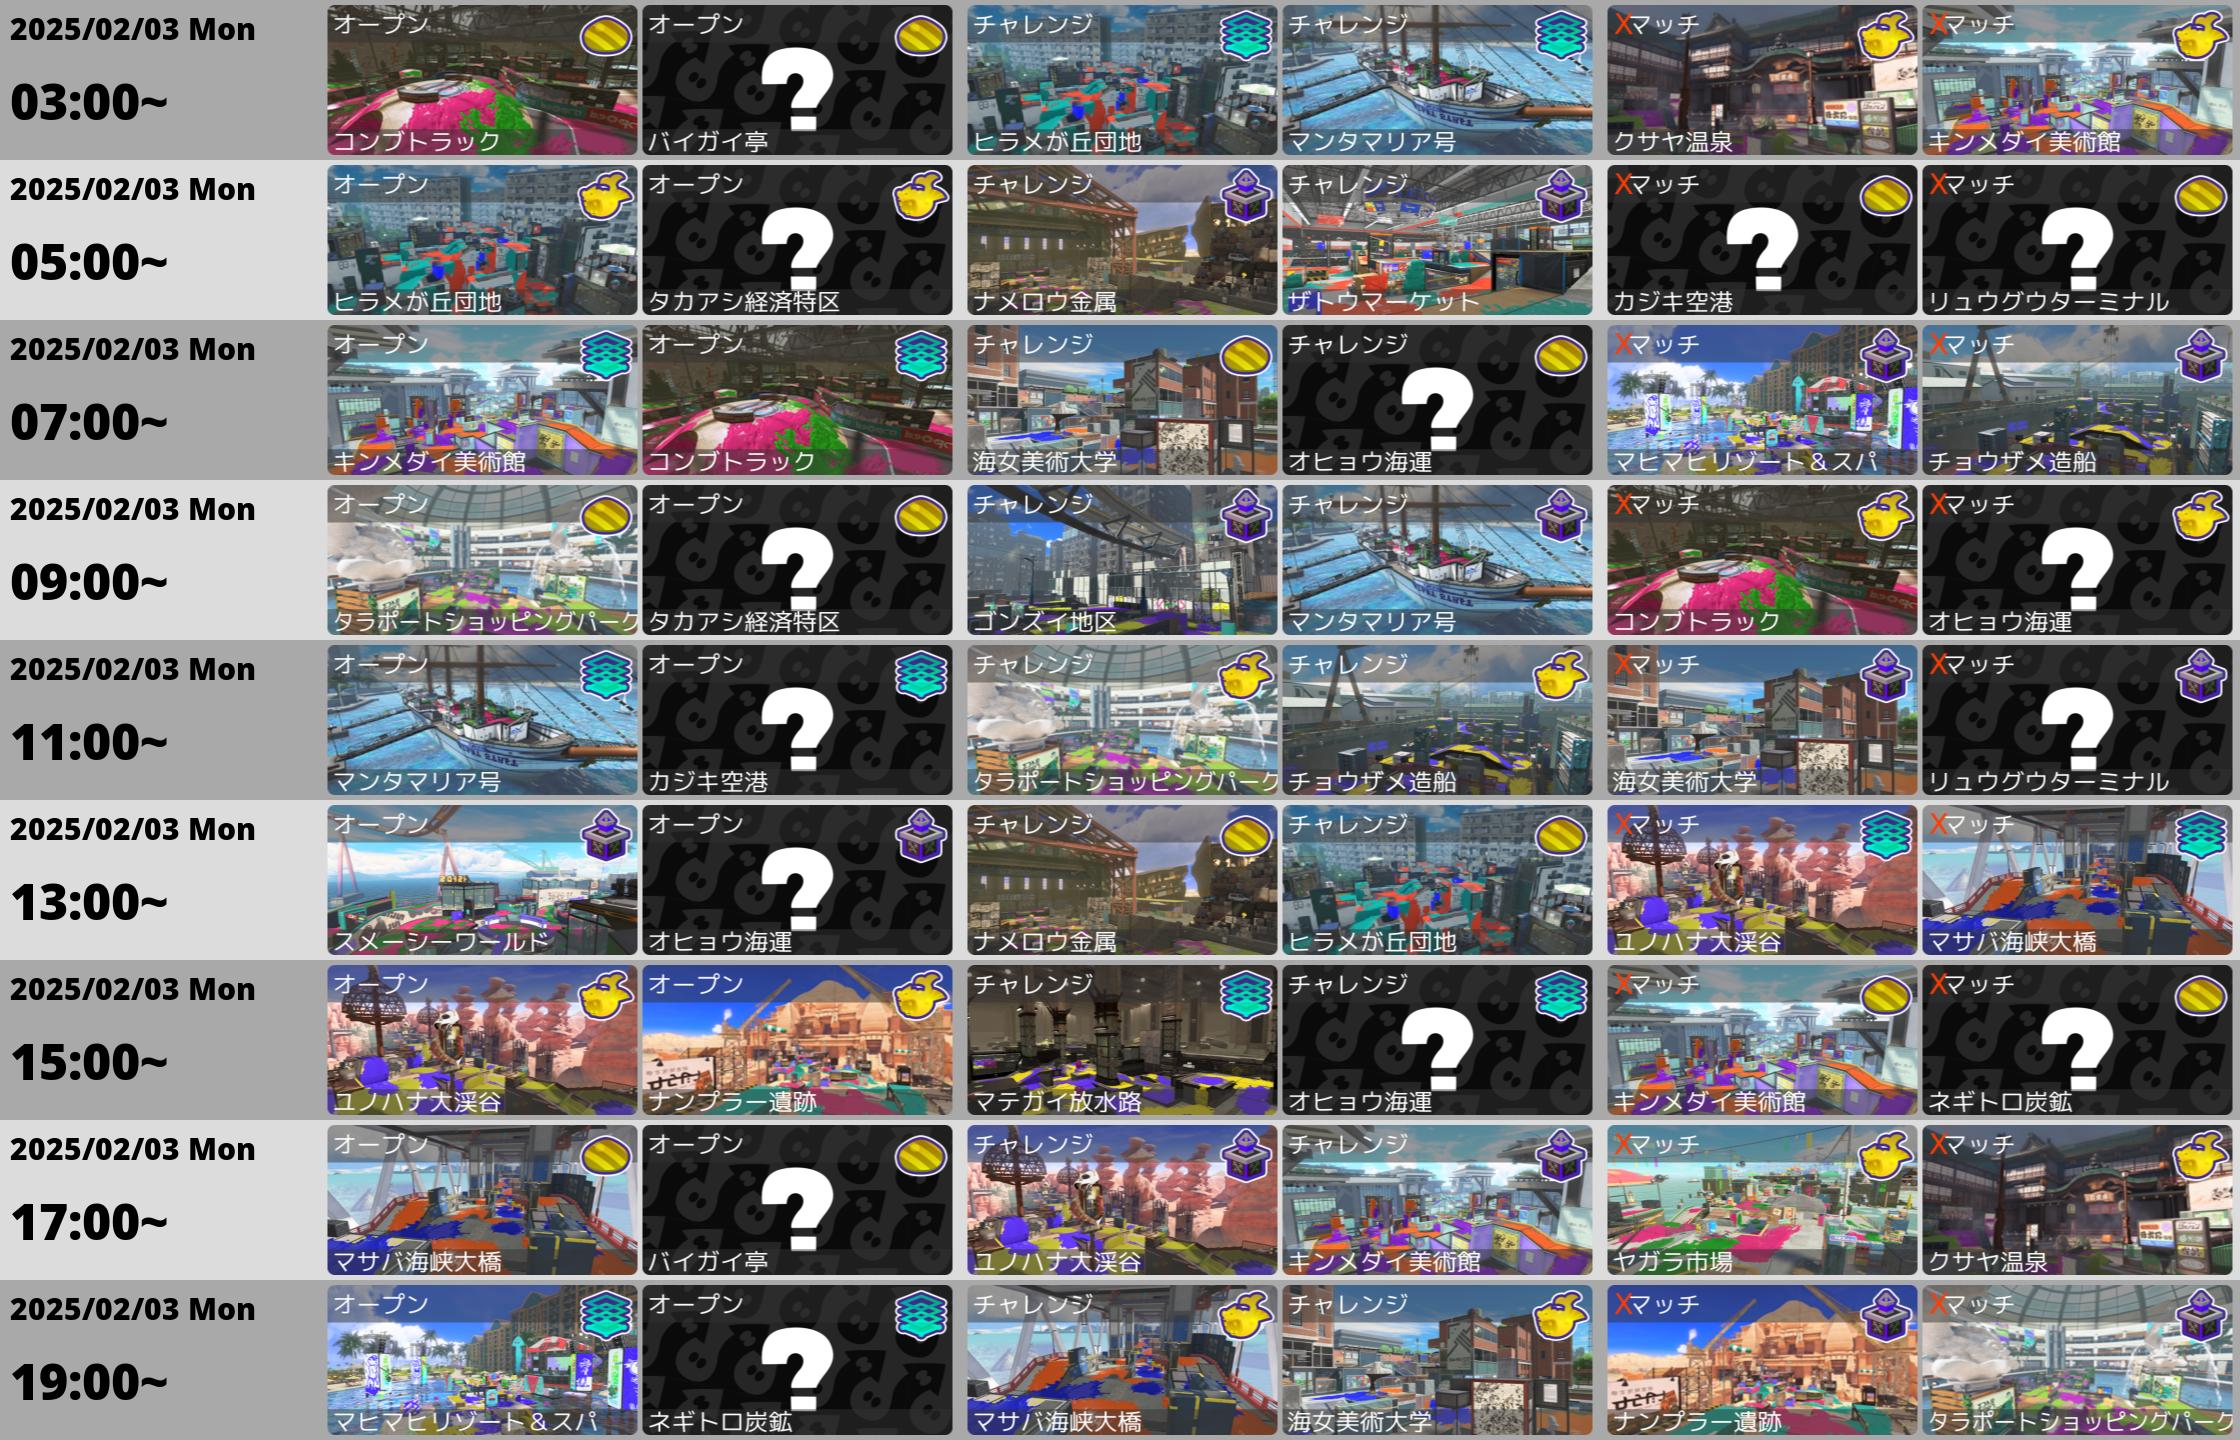 2025/02/03 Mon
03:00~
オープン
コンブトラック
オープン
バイガイ亭
チャレンジ
ヒラメが丘団地
チャレンジ
マンタマリア号
Xマッチ
クサヤ温泉
Xマッチ
キンメダイ美術館
2025/02/03 Mon
05:00~
オープン
ヒラメが丘団地
オープン
タカアシ経済特区
チャレンジ
ナメロウ金属
チャレンジ
ザトウマーケット
Xマッチ
カジキ空港
Xマッチ
リュウグウターミナル
2025/02/03 Mon
07:00~
オープン
キンメダイ美術館
オープン
コンブトラック
チャレンジ
海女美術大学
チャレンジ
オヒョウ海運
Xマッチ
マヒマヒリゾート＆スパ
Xマッチ
チョウザメ造船
2025/02/03 Mon
09:00~
オープン
タラポートショッピングパーク
オープン
タカアシ経済特区
チャレンジ
ゴンズイ地区
チャレンジ
マンタマリア号
Xマッチ
コンブトラック
Xマッチ
オヒョウ海運
2025/02/03 Mon
11:00~
オープン
マンタマリア号
オープン
カジキ空港
チャレンジ
タラポートショッピングパーク
チャレンジ
チョウザメ造船
Xマッチ
海女美術大学
Xマッチ
リュウグウターミナル
2025/02/03 Mon
13:00~
オープン
スメーシーワールド
オープン
オヒョウ海運
チャレンジ
ナメロウ金属
チャレンジ
ヒラメが丘団地
Xマッチ
ユノハナ大渓谷
Xマッチ
マサバ海峡大橋
2025/02/03 Mon
15:00~
オープン
ユノハナ大渓谷
オープン
ナンプラー遺跡
チャレンジ
マテガイ放水路
チャレンジ
オヒョウ海運
Xマッチ
キンメダイ美術館
Xマッチ
ネギトロ炭鉱
2025/02/03 Mon
17:00~
オープン
マサバ海峡大橋
オープン
バイガイ亭
チャレンジ
ユノハナ大渓谷
チャレンジ
キンメダイ美術館
Xマッチ
ヤガラ市場
Xマッチ
クサヤ温泉
2025/02/03 Mon
19:00~
オープン
マヒマヒリゾート＆スパ
オープン
ネギトロ炭鉱
チャレンジ
マサバ海峡大橋
チャレンジ
海女美術大学
Xマッチ
ナンプラー遺跡
Xマッチ
タラポートショッピングパーク